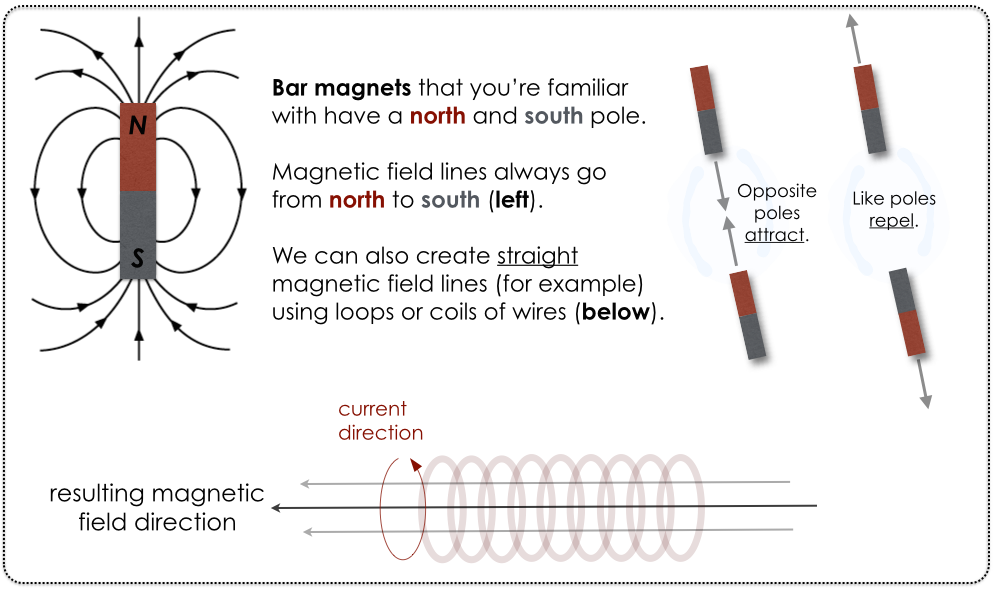 N
S
Bar magnets that you’re familiar
with have a north and south pole.
Magnetic field lines always go
from north to south (left).
We can also create straight
magnetic field lines (for example)
using loops or coils of wires (below).
Opposite
poles
attract.
Like poles
repel.
current
direction
resulting magnetic
field direction